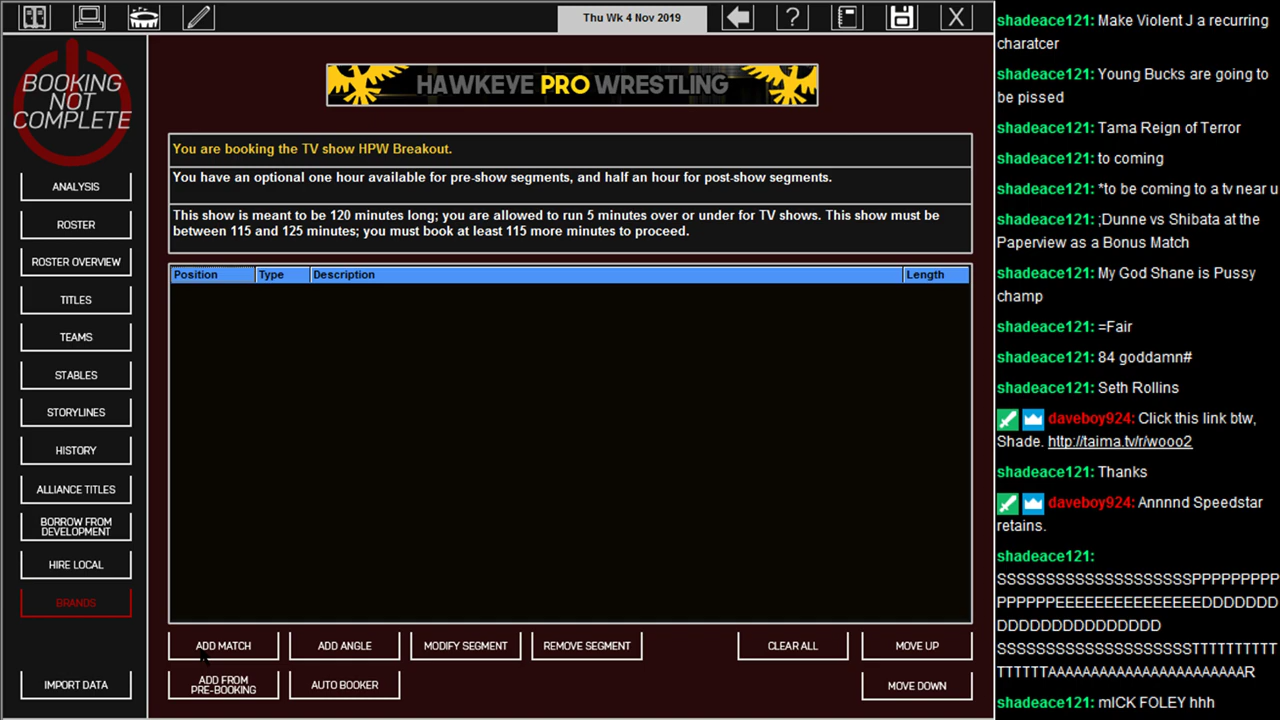 Thu Wk 4 Nov 2019
?
X
BOOKING
NOT
COMPLETE
ANALYSIS
ROSTER
ROSTER OVERVIEW
TITLES
TEAMS
STABLES
STORYLINES
HISTORY
ALLIANCE TITLES
BORROW FROM
DEVELOPMENT
HIRE LOCAL
BRANDS
IMPORT DATA
HAWKEYE PRO WRESTLING
You are booking the TV show HPW Breakout.
You have an optional one hour available for pre-show segments, and half an hour for post-show segments.
This show is meant to be 120 minutes long; you are allowed to run 5 minutes over or under for TV shows. This show must be
between 115 and 125 minutes; you must book at least 115 more minutes to proceed.
Position Type Description Length
ADD MATCH
ADD ANGLE
MODIFY SEGMENT
REMOVE SEGMENT
CLEAR ALL
MOVE UP
ADD FROM
PRE-BOOKING
AUTO BOOKER
MOVE DOWN
shadeace121: Make Violent J a recurring
charatcer
shadeace121: Young Bucks are going to
be pissed
shadeace121: Tama Reign of Terror
shadeace121: to coming
shadeace121: *to be coming to a tv near u
shadeace121: ;Dunne vs Shibata at the
Paperview as a Bonus Match
shadeace121: My God Shane is Pussy
champ
shadeace121: =Fair
shadeace121: 84 goddamn#
shadeace121: Seth Rollins
daveboy924: Click this link btw,
Shade. http://taima.tv/r/wooo2
shadeace121: Thanks
daveboy924: Annnnd Speedstar
retains.
shadeace121:
SSSSSSSSSSSSSSSSSSSSPPPPPPPPP
PPPPPPEEEEEEEEEEEEEEEDDDDDDD
DDDDDDDDDDDDDDD
SSSSSSSSSSSSSSSSSSSSTTTTTTTTTT
TTTTTTAAAAAAAAAAAAAAAAAAAAAR
shadeace121: mICK FOLEY hhh